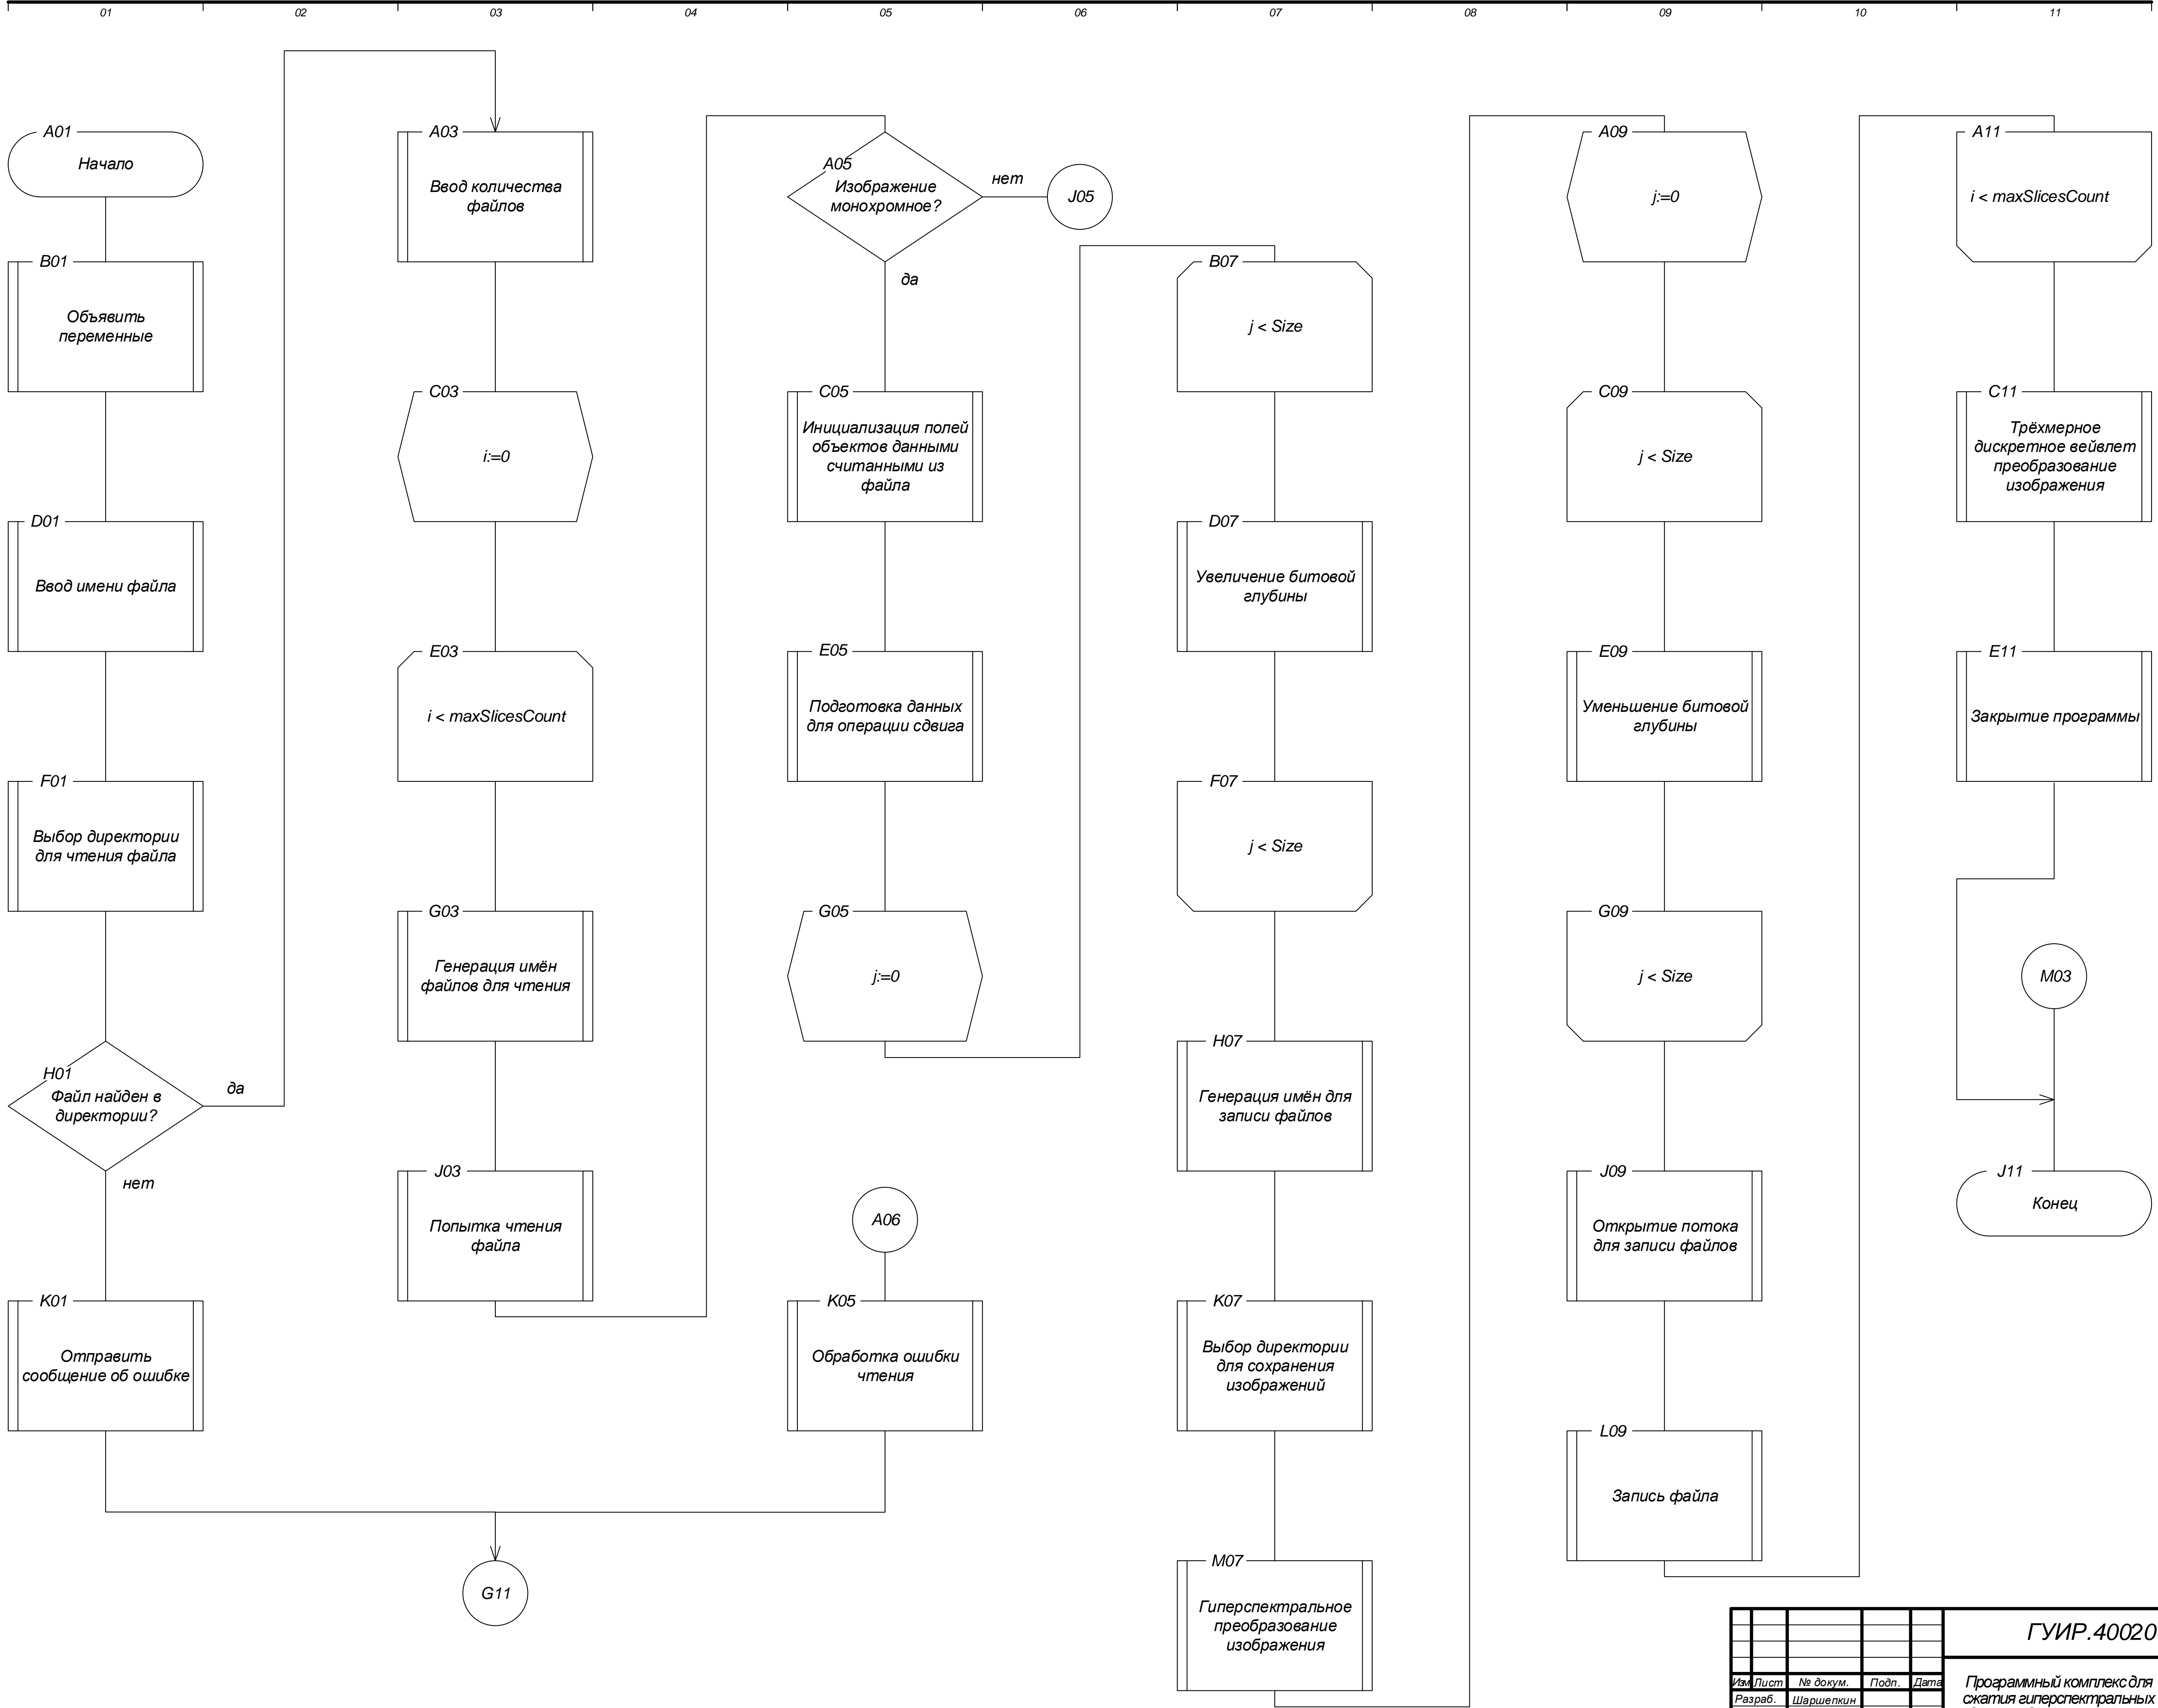 01
02
03
04
05
06
07
08
09
10
11
A01
Начало
B01
Объявить
переменные
D01
Ввод имени файла
F01
Выбор директории
для чтения файла
H01
Файл найден в
директории?
да
нет
K01
Отправить
сообщение об ошибке
A03
Ввод количества
файлов
C03
i:=0
E03
i < maxSlicesCount
G03
Генерация имён
файлов для чтения
J03
Попытка чтения
файла
G11
A05
Изображение
монохромное?
нет
J05
да
C05
Инициализация полей
объектов данными
считанными из
файла
E05
Подготовка данных
для операции сдвига
G05
j:=0
A06
K05
Обработка ошибки
чтения
B07
j < Size
D07
Увеличение битовой
глубины
F07
j < Size
H07
Генерация имён для
записи файлов
K07
Выбор директории
для сохранения
изображений
M07
Гиперспектральное
преобразование
изображения
A09
j:=0
C09
j < Size
E09
Уменьшение битовой
глубины
G09
j < Size
J09
Открытие потока
для записи файлов
L09
Запись файла
A11
i < maxSlicesCount
C11
Трёхмерное
дискретное вейвлет
преобразование
изображения
E11
Закрытие программы
M03
J11
Конец
ГУИР.40020
Изм Лист № докум. Подп. Дата
Разраб. Шаршепкин
Программный комплекс для
сжатия гиперспектральных